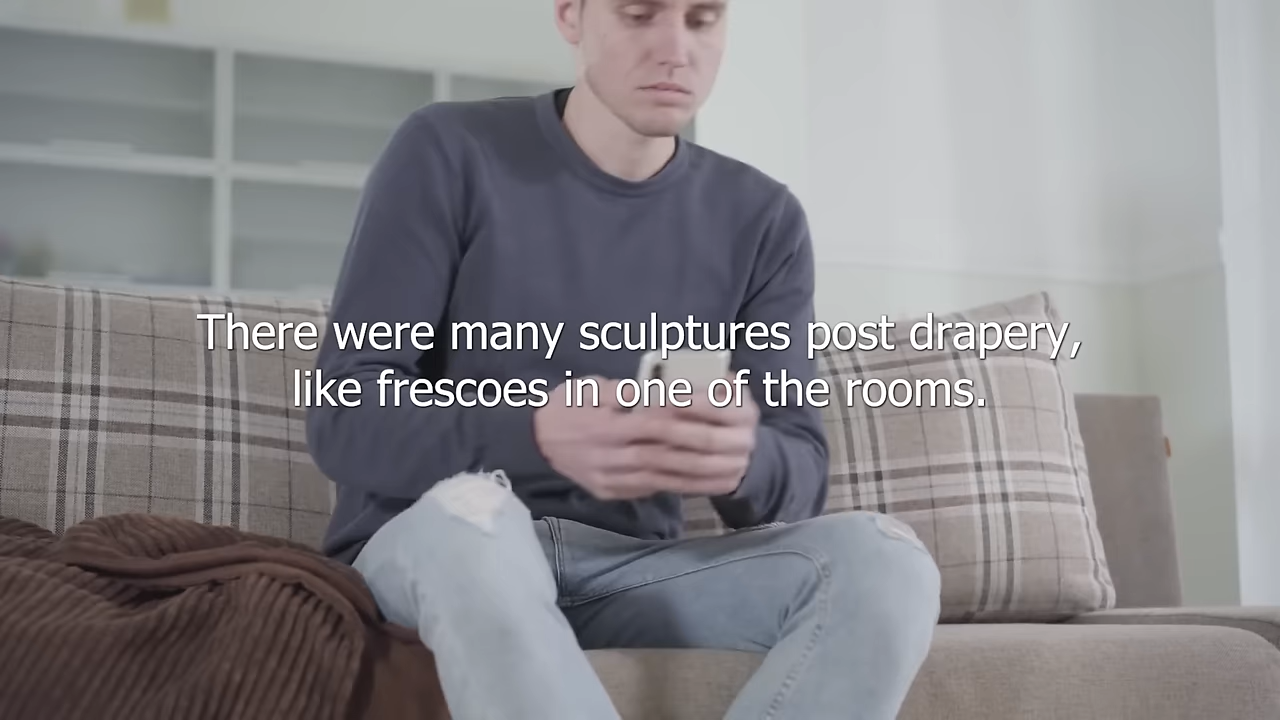 There were many sculptures post drapery,
like frescoes in one of the rooms.